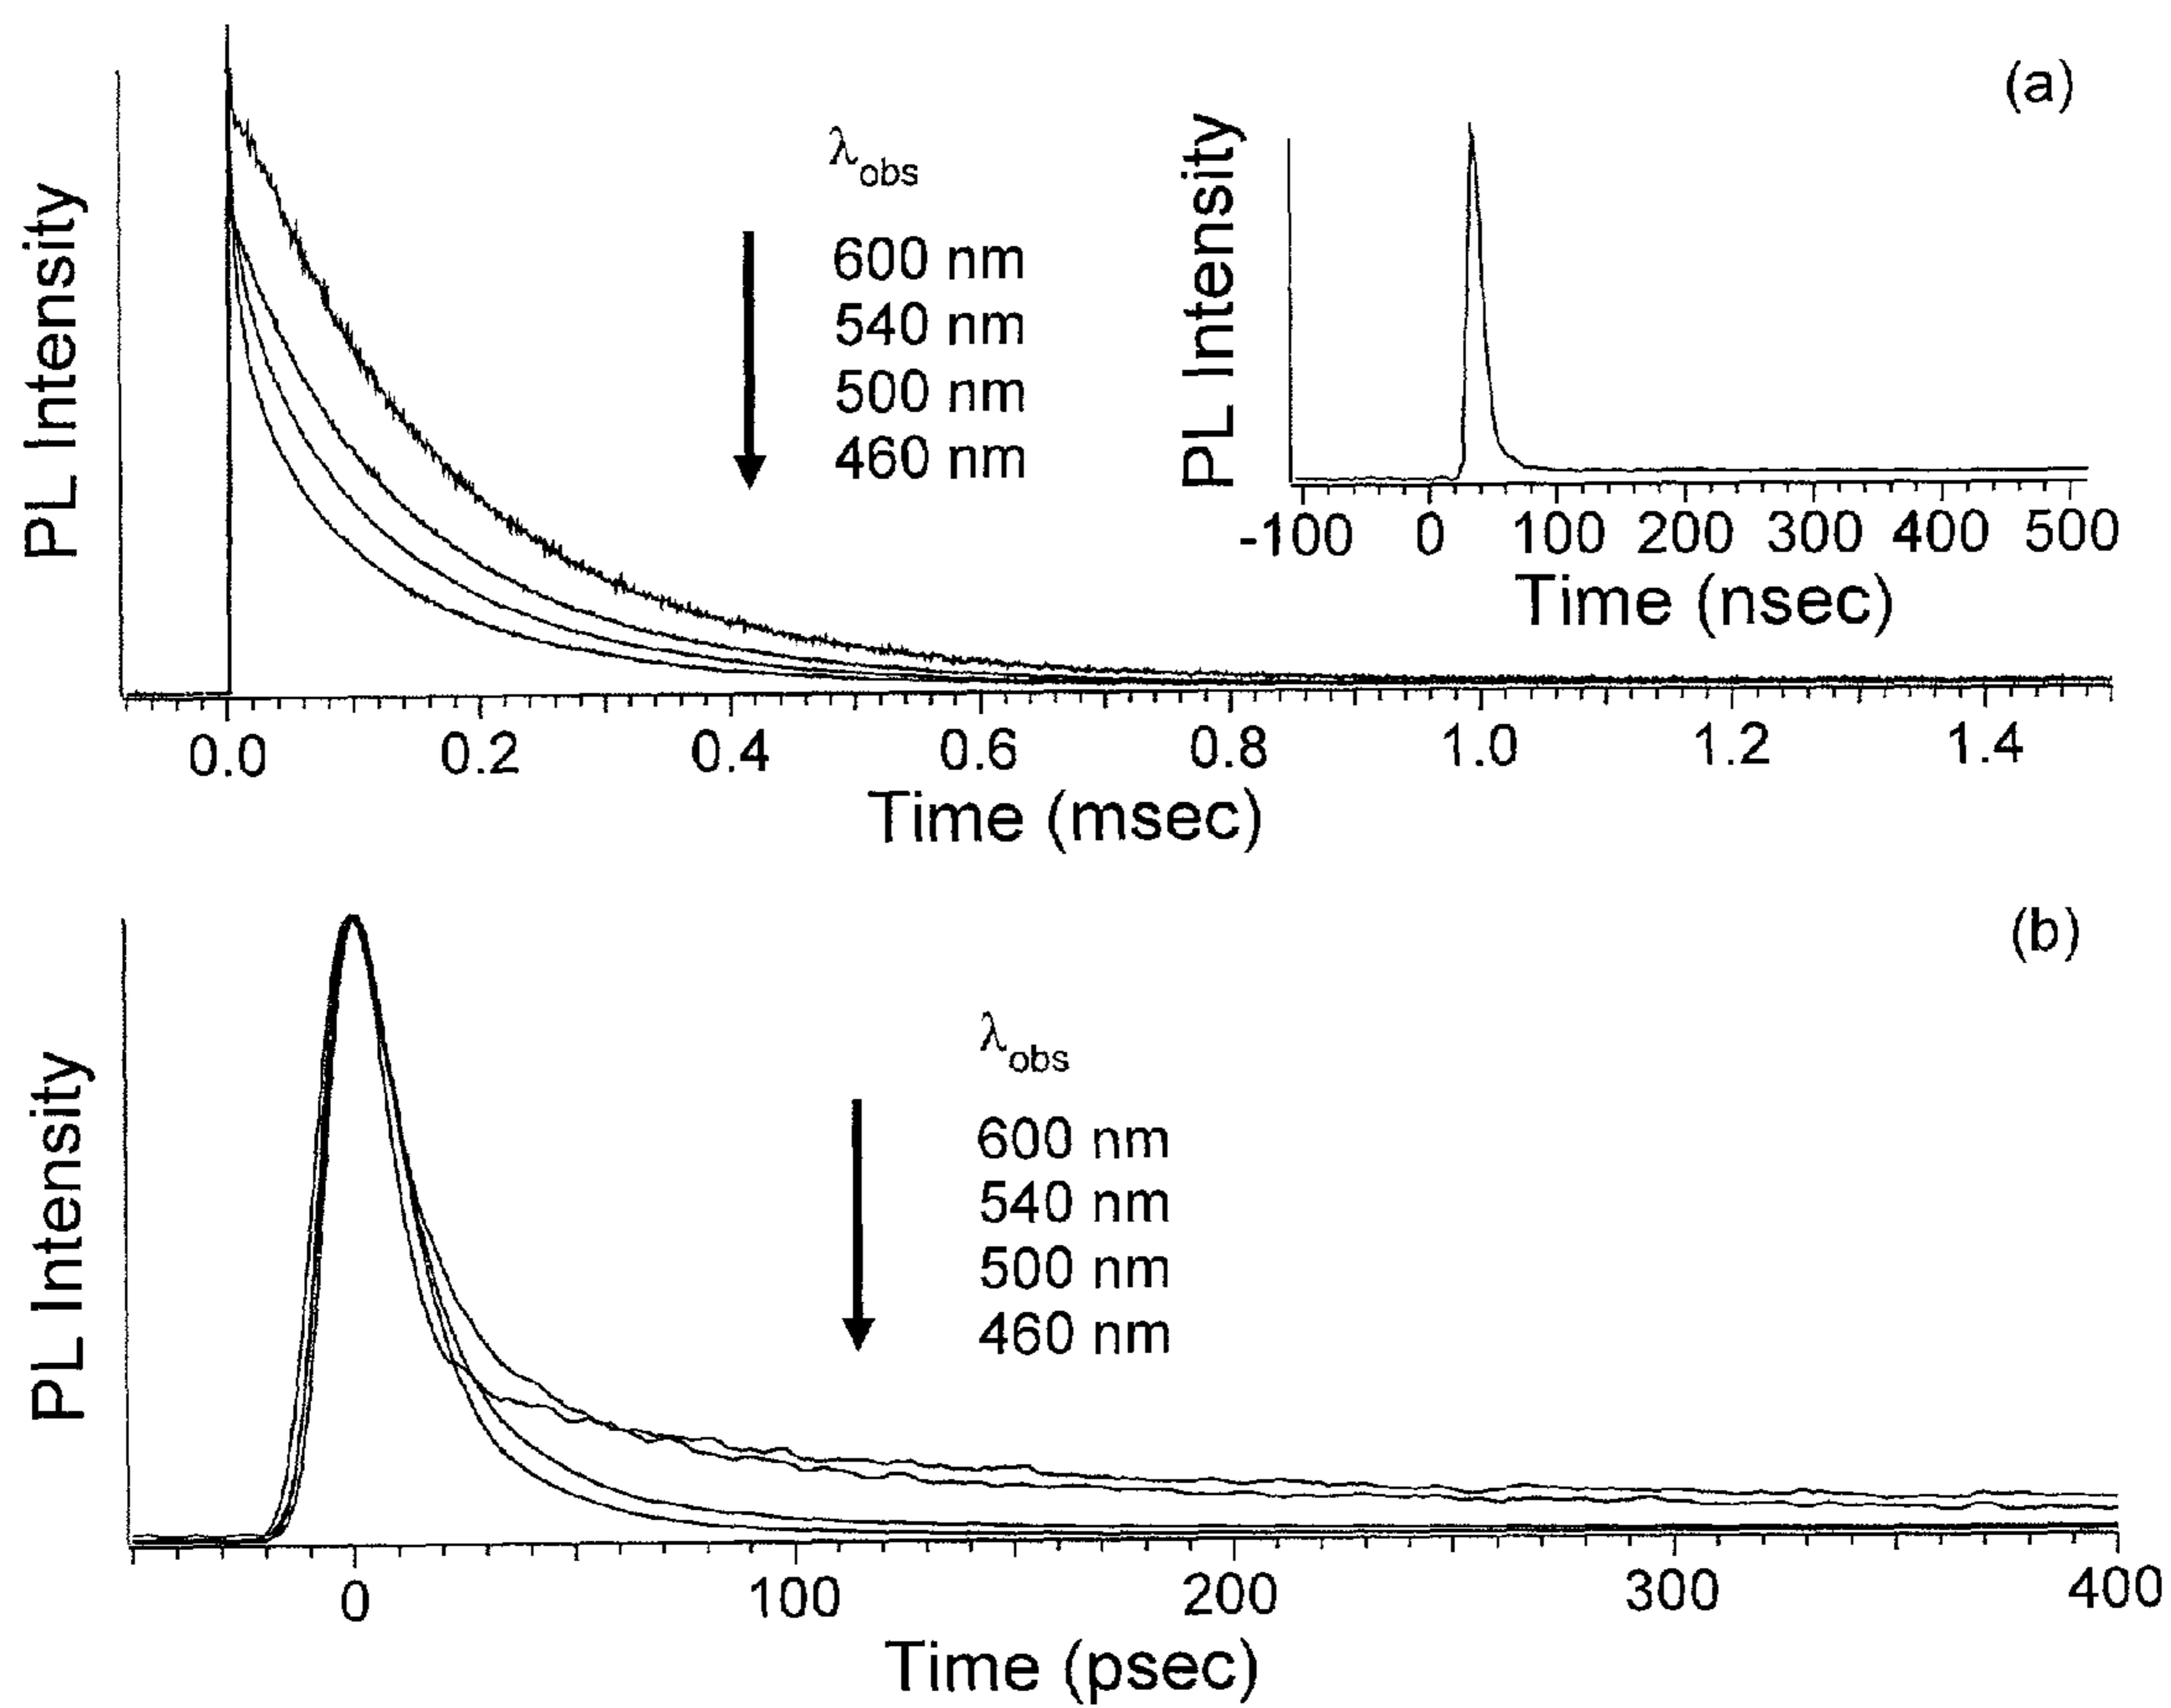 (a)
PL Intensity
λobs
600 nm
540 nm
500 nm
460 nm
0.0 0.2 0.4 0.6 0.8 1.0 1.2 1.4
Time (msec)
PL Intensity
-100 0 100 200 300 400 500
Time (nsec)
(b)
PL Intensity
λobs
600 nm
540 nm
500 nm
460 nm
0 100 200 300 400
Time (psec)